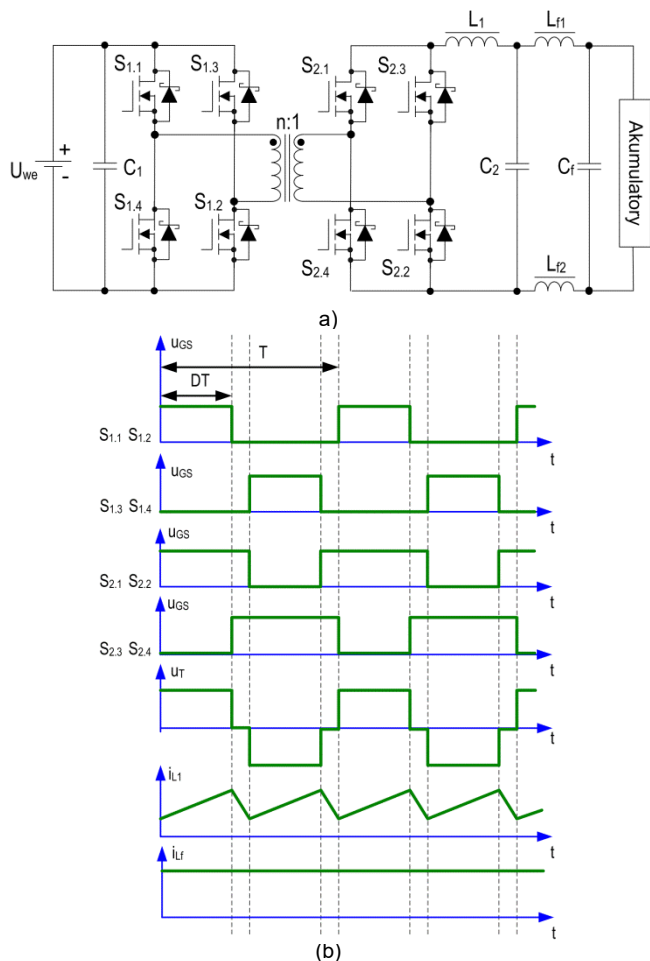 L1 Lf1
S1.1 S1.3 S2.1 S2.3
n:1
+
Uwe C1 C2 Cf Akumulatory
-
S1.4 S1.2
S2.4 S2.2 Lf2
a)
uGS T
DT
S1.1 S1.2 t
uGS
S1.3 S1.4 t
uGS
S2.1 S2.2 t
uGS
S2.3 S2.4 t
uT
t
iL1
t
iLf
t
(b)